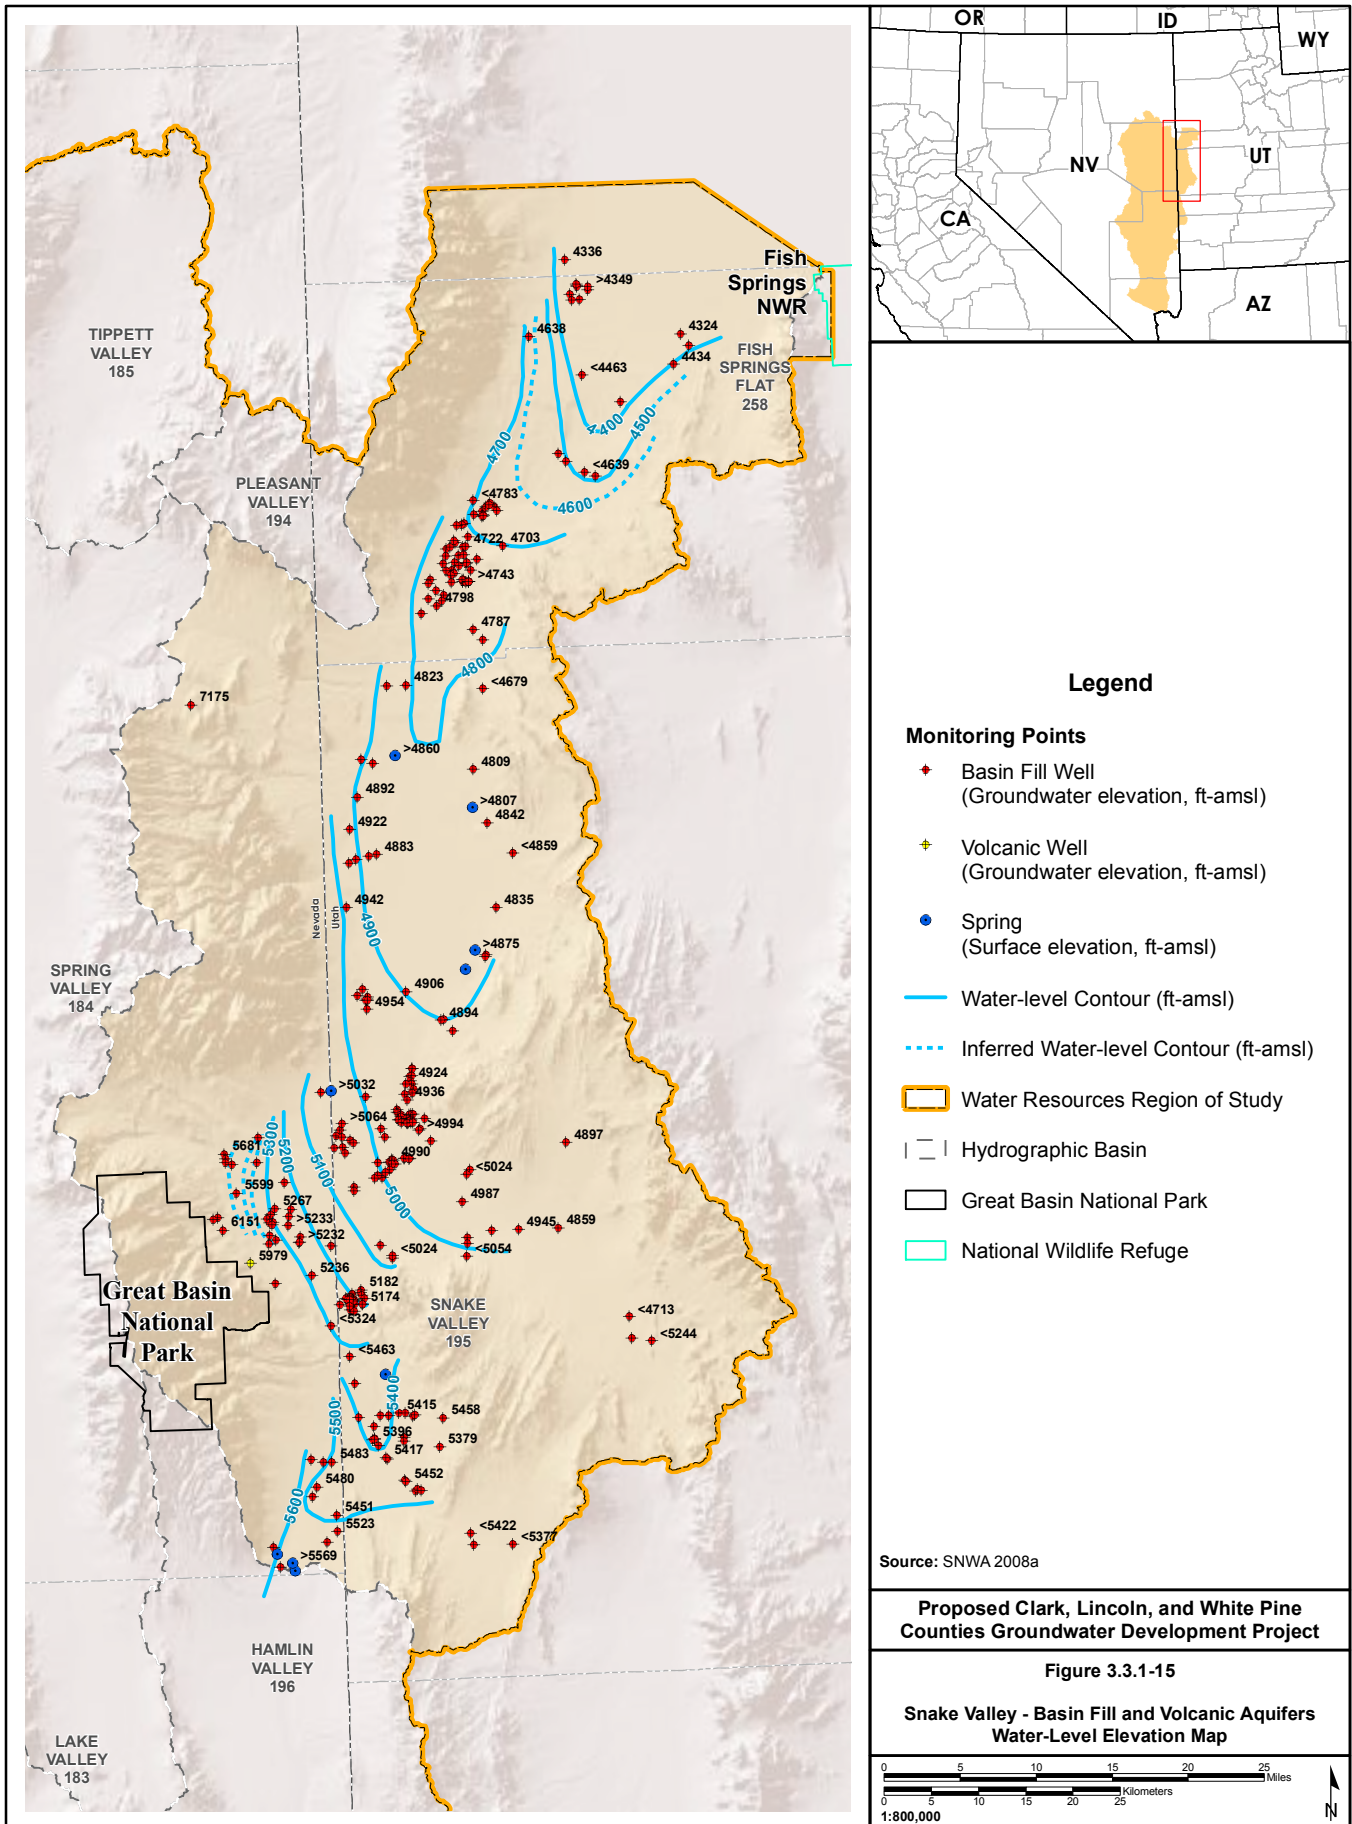 OR
ID
WY
NV
UT
CA
AZ
4336
Fish
Springs
NWR
>4349
TIPPETT
VALLEY
185
4638
4324
4434
FISH
SPRINGS
FLAT
258
<4463
4400
4500
4700
<4639
PLEASANT
VALLEY
194
<4783
4600
4722
4703
>4743
4798
4787
4800
4823
<4679
7175
>4860
4809
4892
>4807
4842
4922
4883
<4859
Nevada
Utah
4942
4835
4900
>4875
SPRING
VALLEY
184
4906
4954
4894
4924
>5032
4936
>5064
>4994
5300
5200
5681
5100
4990
4897
<5024
5599
4987
5267
5000
6151
>5233
4945
4859
>5232
<5024
<5054
5979
5236
Great Basin
National
Park
5182
5174
SNAKE
VALLEY
195
<5324
<4713
<5244
<5463
5400
5500
5415
5458
5396
5379
5417
5483
5480
5452
5600
5451
5523
<5422
<5377
>5569
HAMLIN
VALLEY
196
LAKE
VALLEY
183
Legend
Monitoring Points
Basin Fill Well
(Groundwater elevation, ft-amsl)
Volcanic Well
(Groundwater elevation, ft-amsl)
Spring
(Surface elevation, ft-amsl)
Water-level Contour (ft-amsl)
Inferred Water-level Contour (ft-amsl)
Water Resources Region of Study
Hydrographic Basin
Great Basin National Park
National Wildlife Refuge
Source: SNWA 2008a
Proposed Clark, Lincoln, and White Pine
Counties Groundwater Development Project
Figure 3.3.1-15
Snake Valley - Basin Fill and Volcanic Aquifers
Water-Level Elevation Map
0 5 10 15 20 25
Miles
0 5 10 15 20 25
Kilometers
1:800,000
N